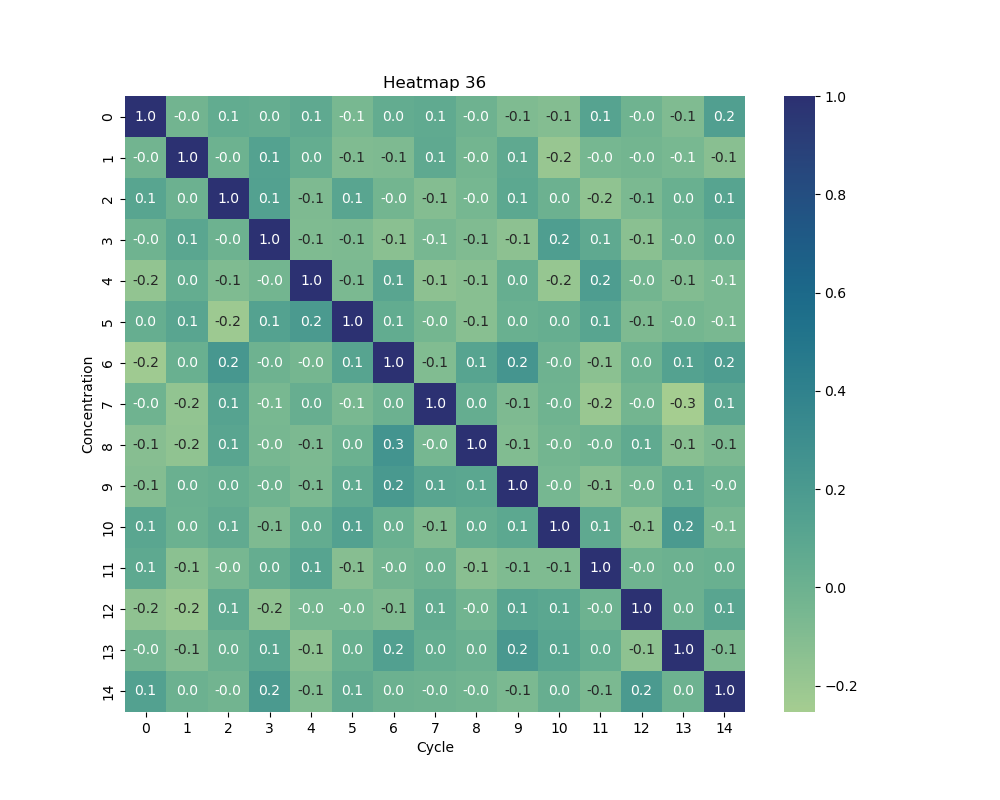 Heatmap 36
0 1.0 -0.0 0.1 0.0 0.1 -0.1 0.0 0.1 -0.0 -0.1 -0.1 0.1 -0.0 -0.1 0.2
1 -0.0 1.0 -0.0 0.1 0.0 -0.1 -0.1 0.1 -0.0 0.1 -0.2 -0.0 -0.0 -0.1 -0.1
2 0.1 0.0 1.0 0.1 -0.1 0.1 -0.0 -0.1 -0.0 0.1 0.0 -0.2 -0.1 0.0 0.1
3 -0.0 0.1 -0.0 1.0 -0.1 -0.1 -0.1 -0.1 -0.1 -0.1 0.2 0.1 -0.1 -0.0 0.0
4 -0.2 0.0 -0.1 -0.0 1.0 -0.1 0.1 -0.1 -0.1 0.0 -0.2 0.2 -0.0 -0.1 -0.1
5 0.0 0.1 -0.2 0.1 0.2 1.0 0.1 -0.0 -0.1 0.0 0.0 0.1 -0.1 -0.0 -0.1
6 -0.2 0.0 0.2 -0.0 -0.0 0.1 1.0 -0.1 0.1 0.2 -0.0 -0.1 0.0 0.1 0.2
7 -0.0 -0.2 0.1 -0.1 0.0 -0.1 0.0 1.0 0.0 -0.1 -0.0 -0.2 -0.0 -0.3 0.1
8 -0.1 -0.2 0.1 -0.0 -0.1 0.0 0.3 -0.0 1.0 -0.1 -0.0 -0.0 0.1 -0.1 -0.1
9 -0.1 0.0 0.0 -0.0 -0.1 0.1 0.2 0.1 0.1 1.0 -0.0 -0.1 -0.0 0.1 -0.0
10 0.1 0.0 0.1 -0.1 0.0 0.1 0.0 -0.1 0.0 0.1 1.0 0.1 -0.1 0.2 -0.1
11 0.1 -0.1 -0.0 0.0 0.1 -0.1 -0.0 0.0 -0.1 -0.1 -0.1 1.0 -0.0 0.0 0.0
12 -0.2 -0.2 0.1 -0.2 -0.0 -0.0 -0.1 0.1 -0.0 0.1 0.1 -0.0 1.0 0.0 0.1
13 -0.0 -0.1 0.0 0.1 -0.1 0.0 0.2 0.0 0.0 0.2 0.1 0.0 -0.1 1.0 -0.1
14 0.1 0.0 -0.0 0.2 -0.1 0.1 0.0 -0.0 -0.0 -0.1 0.0 -0.1 0.2 0.0 1.0
0 1 2 3 4 5 6 7 8 9 10 11 12 13 14
Cycle
Concentration
1.0
0.8
0.6
0.4
0.2
0.0
−0.2